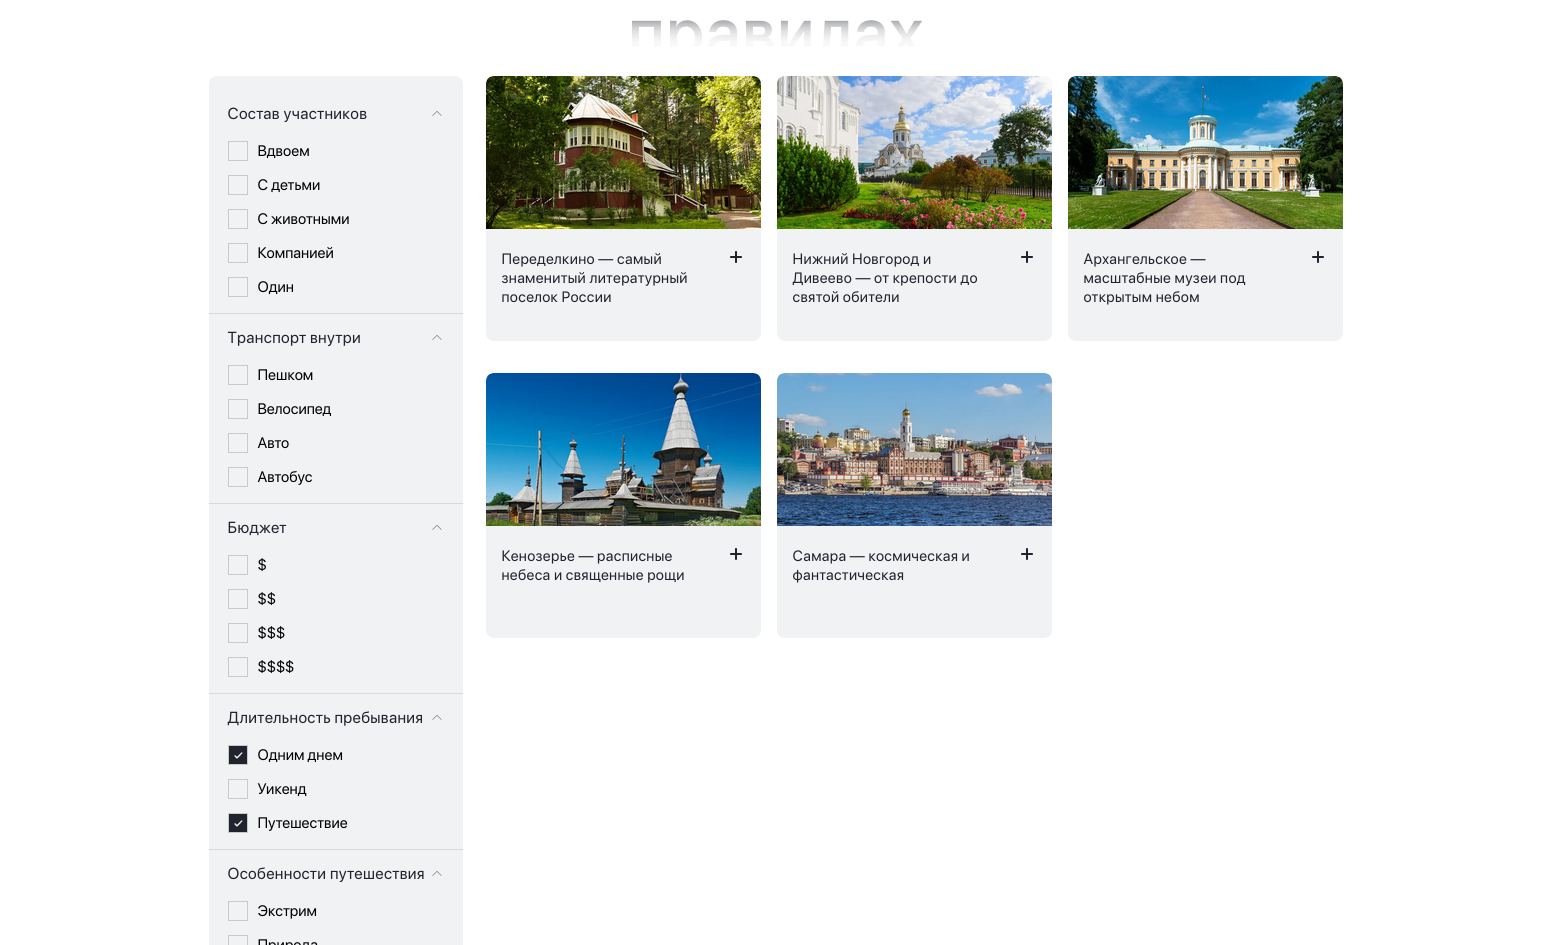 правилах
Состав участников
Вдвоем
С детьми
С животными
Компанией
Один
Транспорт внутри
Пешком
Велосипед
Авто
Автобус
Бюджет
$
$$
$$$
$$$$
Длительность пребывания
Одним днем
Уикенд
Путешествие
Особенности путешествия
Экстрим
Природа
Переделкино — самый
знаменитый литературный
поселок России
Нижний Новгород и
Дивеево — от крепости до
святой обители
Архангельское —
масштабные музеи под
открытым небом
Кенозерье — расписные
небеса и священные рощи
Самара — космическая и
фантастическая